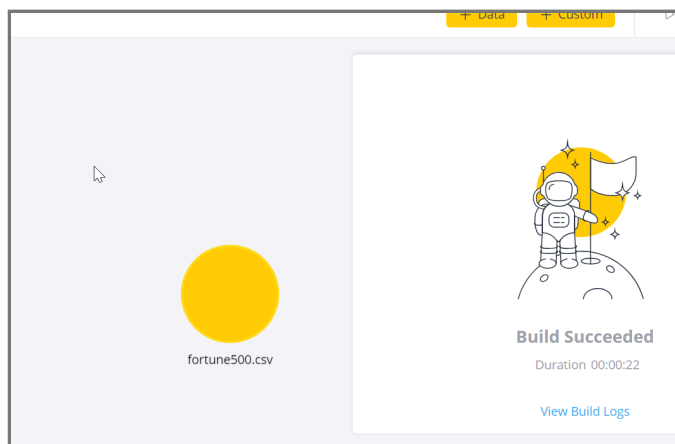 + Data
+ Custom
fortune500.csv
Build Succeeded
Duration 00:00:22
View Build Logs